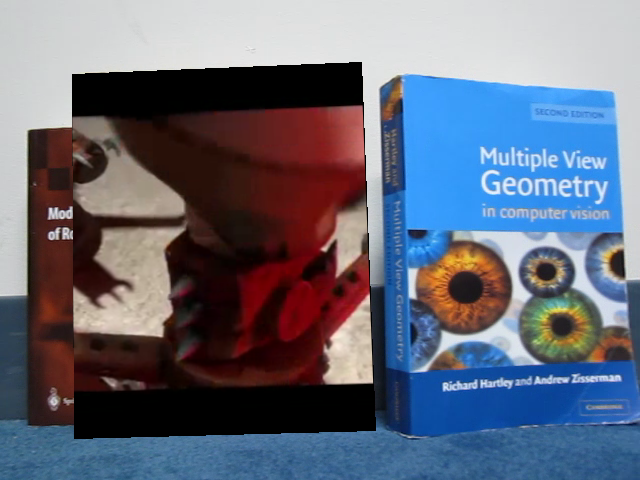 Mod
of Ro
Hartley and
Zisserman
Multiple View Geometry
SECOND EDITION
Multiple View
Geometry
in computer vision
Richard Hartley and Andrew Zisserman
CAMBRIDGE